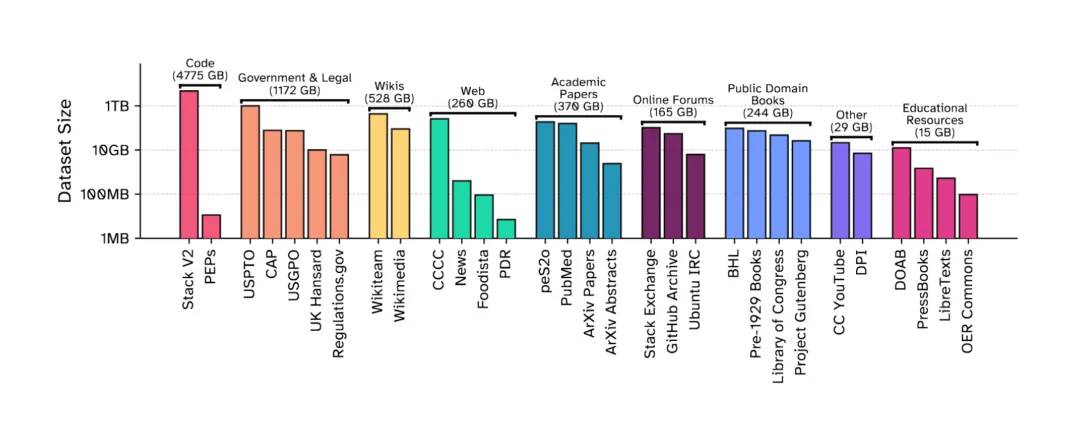 Code
(4775 GB)
Government & Legal
(1172 GB)
Wikis
(528 GB)
Web
(260 GB)
Academic
Papers
(370 GB)
Online Forums
(165 GB)
Public Domain
Books
(244 GB)
Other
(29 GB)
Educational
Resources
(15 GB)
Dataset Size
1TB
10GB
100MB
1MB
Stack V2
PEPs
USPTO
CAP
USGPO
UK Hansard
Regulations.gov
Wikiteam
Wikimedia
CCCC
News
Foodista
PDR
peS2o
PubMed
ArXiv Papers
ArXiv Abstracts
Stack Exchange
GitHub Archive
Ubuntu IRC
BHL
Pre-1929 Books
Library of Congress
Project Gutenberg
CC YouTube
DPI
DOAB
PressBooks
LibreTexts
OER Commons